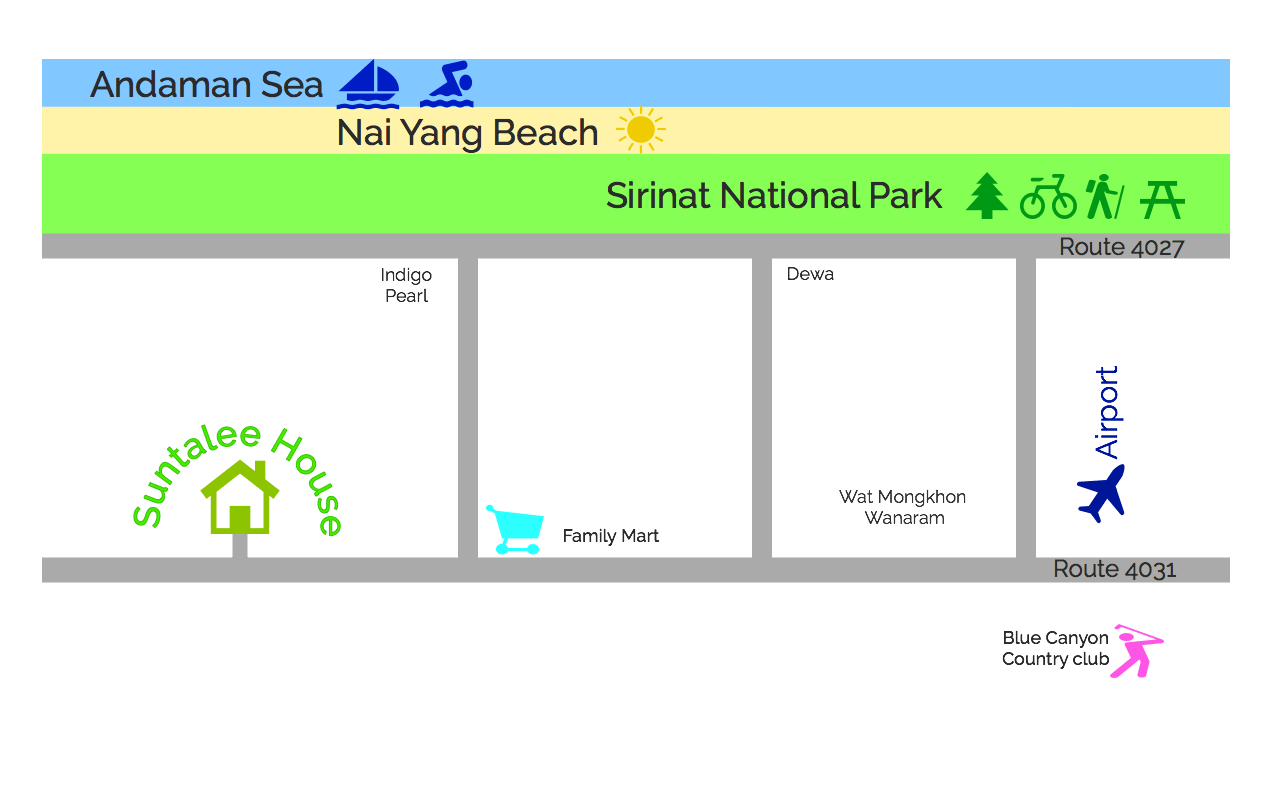 Andaman Sea
Nai Yang Beach
Sirinat National Park
Route 4027
Indigo
Pearl
Dewa
Airport
Suntalee House
Wat Mongkhon
Wanaram
Family Mart
Route 4031
Blue Canyon
Country club